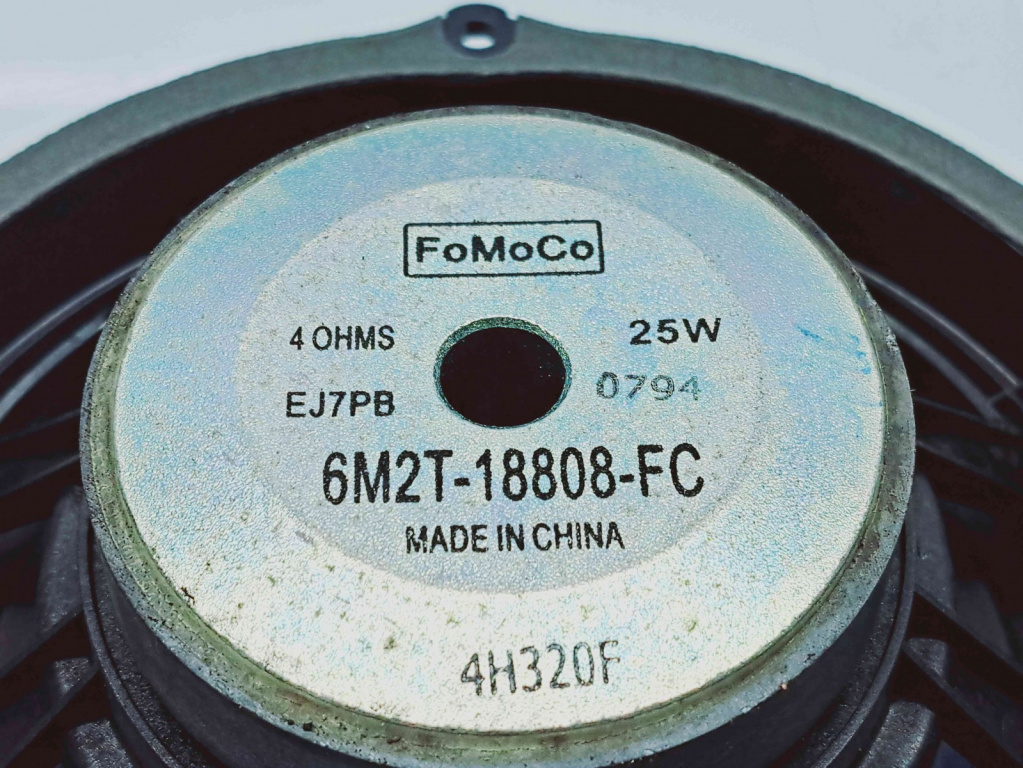 FoMoCo
4 OHMS 25W
EJ7PB 0794
6M2T-18808-FC
MADE IN CHINA
4H320F